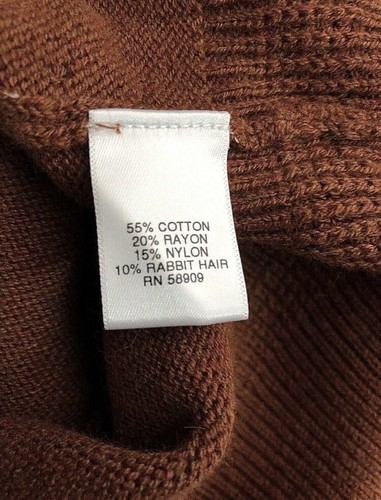 55% COTTON
20% RAYON
15% NYLON
10% RABBIT HAIR
RN 58909